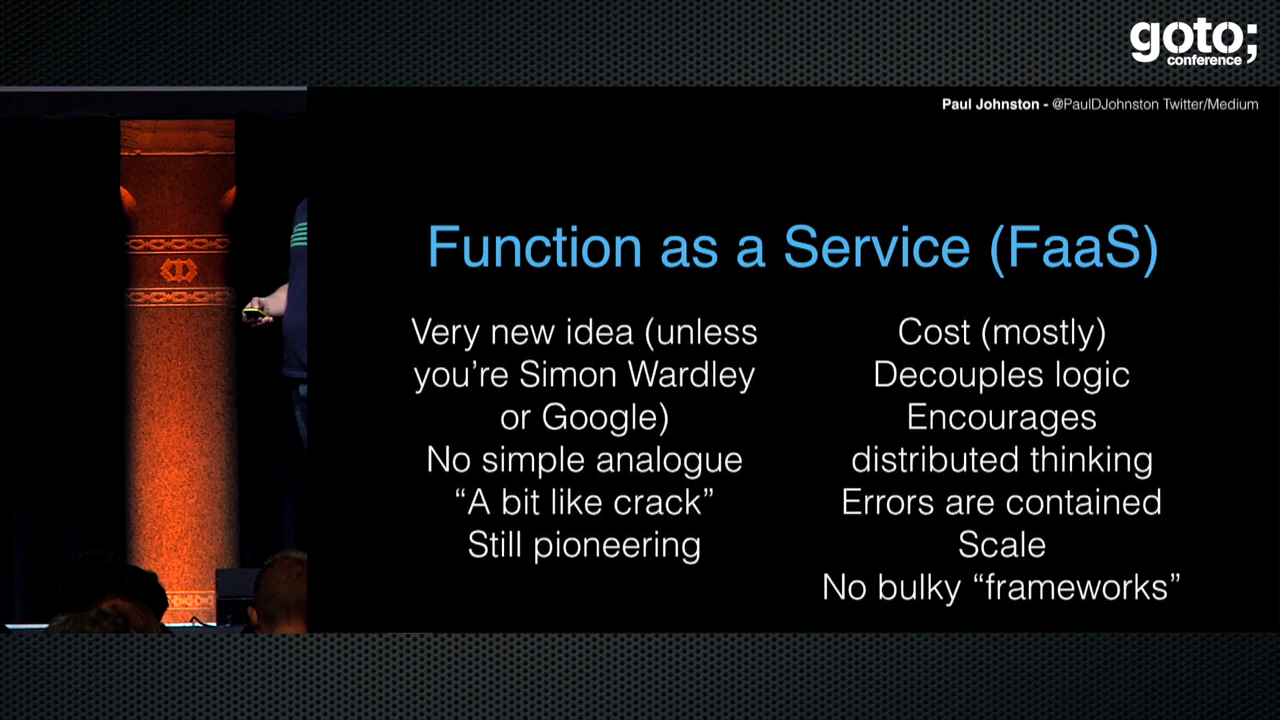 goto;
conference
Paul Johnston - @PaulDJohnston Twitter/Medium
Function as a Service (FaaS)
Very new idea (unless
you’re Simon Wardley
or Google)
No simple analogue
“A bit like crack”
Still pioneering
Cost (mostly)
Decouples logic
Encourages
distributed thinking
Errors are contained
Scale
No bulky “frameworks”